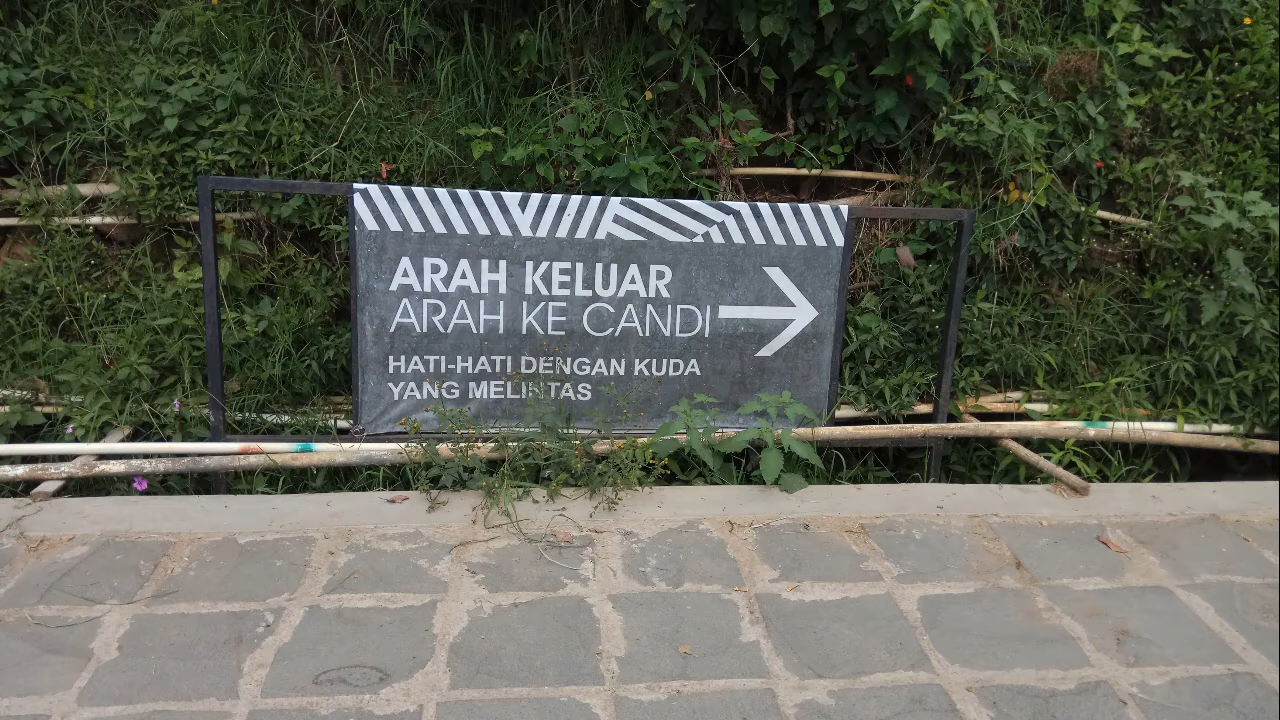 ARAH KELUAR
ARAH KE CANDI
HATI-HATI DENGAN KUDA
YANG MELINTAS